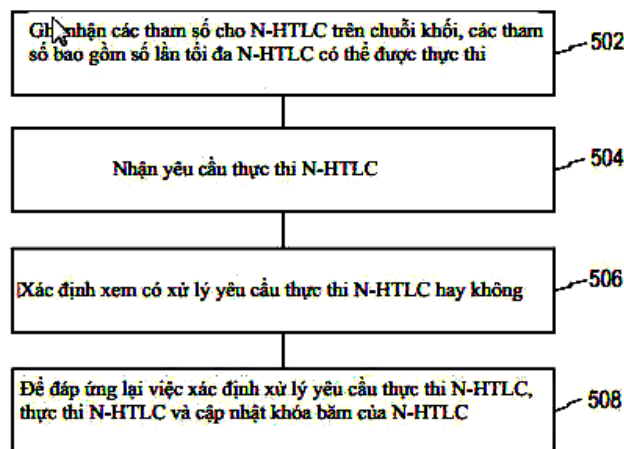 Ghi nhận các tham số cho N-HTLC trên chuỗi khối, các tham
số bao gồm số lần tối đa N-HTLC có thể được thực thi
502
Nhận yêu cầu thực thi N-HTLC
504
Xác định xem có xử lý yêu cầu thực thi N-HTLC hay không
506
Để đáp ứng lại việc xác định xử lý yêu cầu thực thi N-HTLC,
thực thi N-HTLC và cập nhật khóa băm của N-HTLC
508